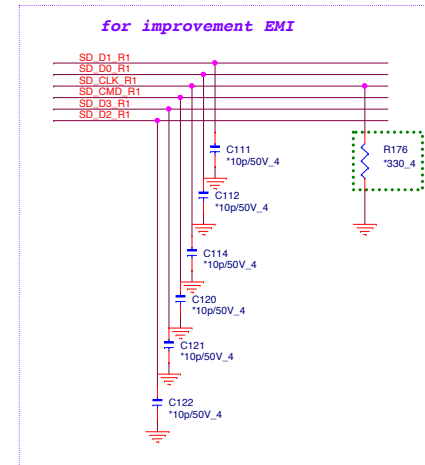 for improvement EMI
SD_D1_R1
SD_D0_R1
SD_CLK_R1
SD_CMD_R1
SD_D3_R1
SD_D2_R1
C111
*10p/50V_4
R176
*330_4
C112
*10p/50V_4
C114
*10p/50V_4
C120
*10p/50V_4
C121
*10p/50V_4
C122
*10p/50V_4